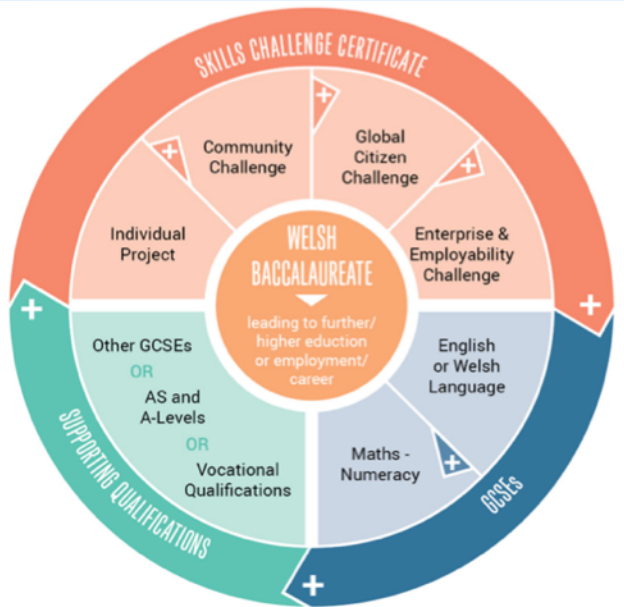 SKILLS CHALLENGE CERTIFICATE
+
Community
Challenge
+
Global
Citizen
Challenge
+
Individual
Project
Enterprise &
Employability
Challenge
WELSH
BACCALAUREATE
leading to further/
higher eduction
or employment/
career
+
+
Other GCSEs
OR
AS and
A-Levels
OR
Vocational
Qualifications
English
or Welsh
Language
Maths -
Numeracy
+
SUPPORTING QUALIFICATIONS
GCSEs
+